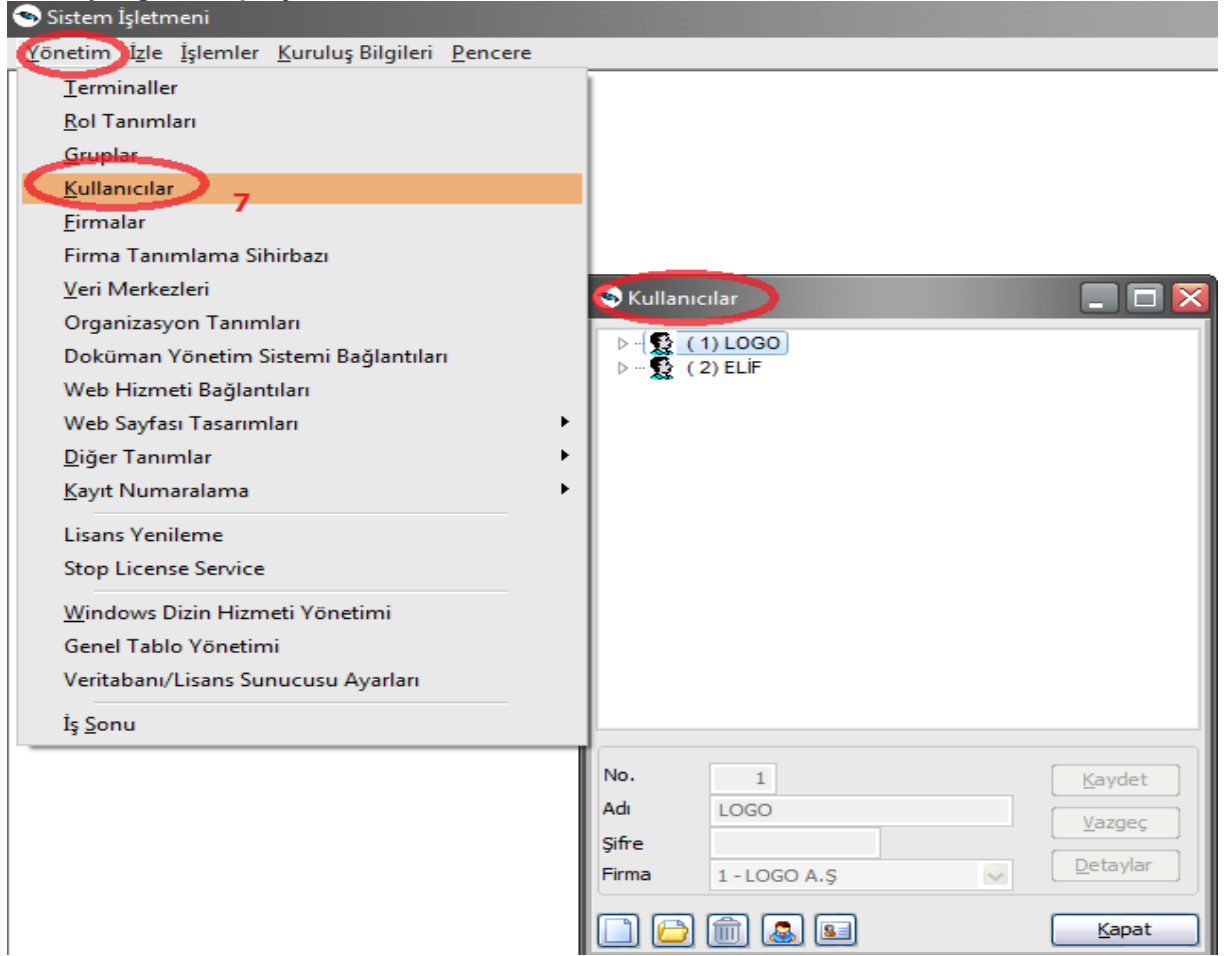 Sistem İşletmeni
Yönetim İzle İşlemler Kuruluş Bilgileri Pencere
Terminaller
Rol Tanımları
Gruplar
Kullanıcılar
7
Firmalar
Firma Tanımlama Sihirbazı
Veri Merkezleri
Organizasyon Tanımları
Doküman Yönetim Sistemi Bağlantıları
Web Hizmeti Bağlantıları
Web Sayfası Tasarımları
Diğer Tanımlar
Kayıt Numaralama
Lisans Yenileme
Stop License Service
Windows Dizin Hizmeti Yönetimi
Genel Tablo Yönetimi
Veritabanı/Lisans Sunucusu Ayarları
İş Sonu
Kullanıcılar
( 1) LOGO
( 2) ELİF
No. 1
Adı LOGO
Şifre
Firma 1 - LOGO A.Ş
Kaydet
Vazgeç
Detaylar
Kapat